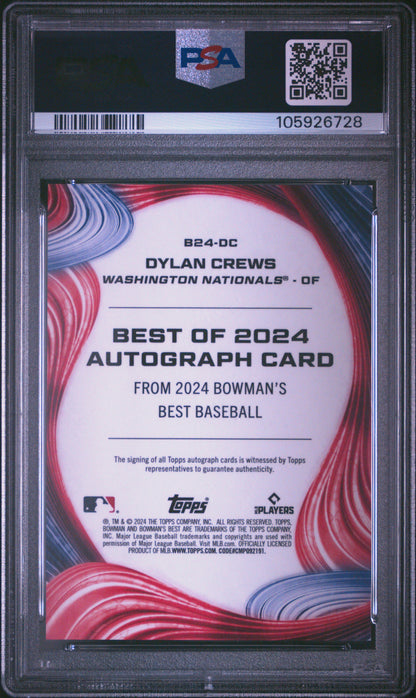 PSA
105926728
B24-DC
DYLAN CREWS
WASHINGTON NATIONALS® - OF
BEST OF 2024
AUTOGRAPH CARD
FROM 2024 BOWMAN'S
BEST BASEBALL
The signing of all Topps autograph cards is witnessed by Topps
representatives to guarantee authenticity.
Topps
PLAYERS
®, TM & © 2024 THE TOPPS COMPANY, INC. ALL RIGHTS RESERVED. TOPPS,
BOWMAN AND BOWMAN'S BEST ARE TRADEMARKS OF THE TOPPS COMPANY,
INC. Major League Baseball trademarks and copyrights are used with
permission of Major League Baseball. Visit MLB.com. OFFICIALLY LICENSED
PRODUCT OF MLB.WWW.TOPPS.COM. CODE#CMP092191.
PSA